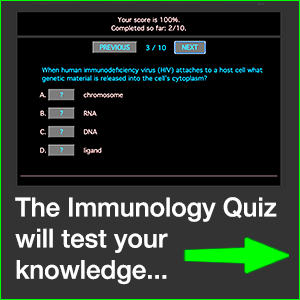 Your score is 100%.
Completed so far: 2/10.
PREVIOUS 3 / 10 NEXT
When human immunodeficiency virus (HIV) attaches to a host cell what
genetic material is released into the cell's cytoplasm?
A. ? chromosome
B. ? RNA
C. ? DNA
D. ? ligand
The Immunology Quiz
will test your
knowledge...